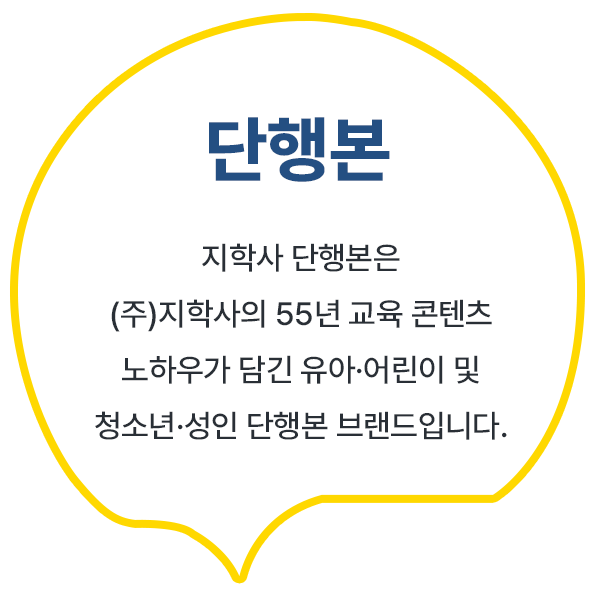 단행본
지학사 단행본은
(주)지학사의 55년 교육 콘텐츠
노하우가 담긴 유아·어린이 및
청소년·성인 단행본 브랜드입니다.